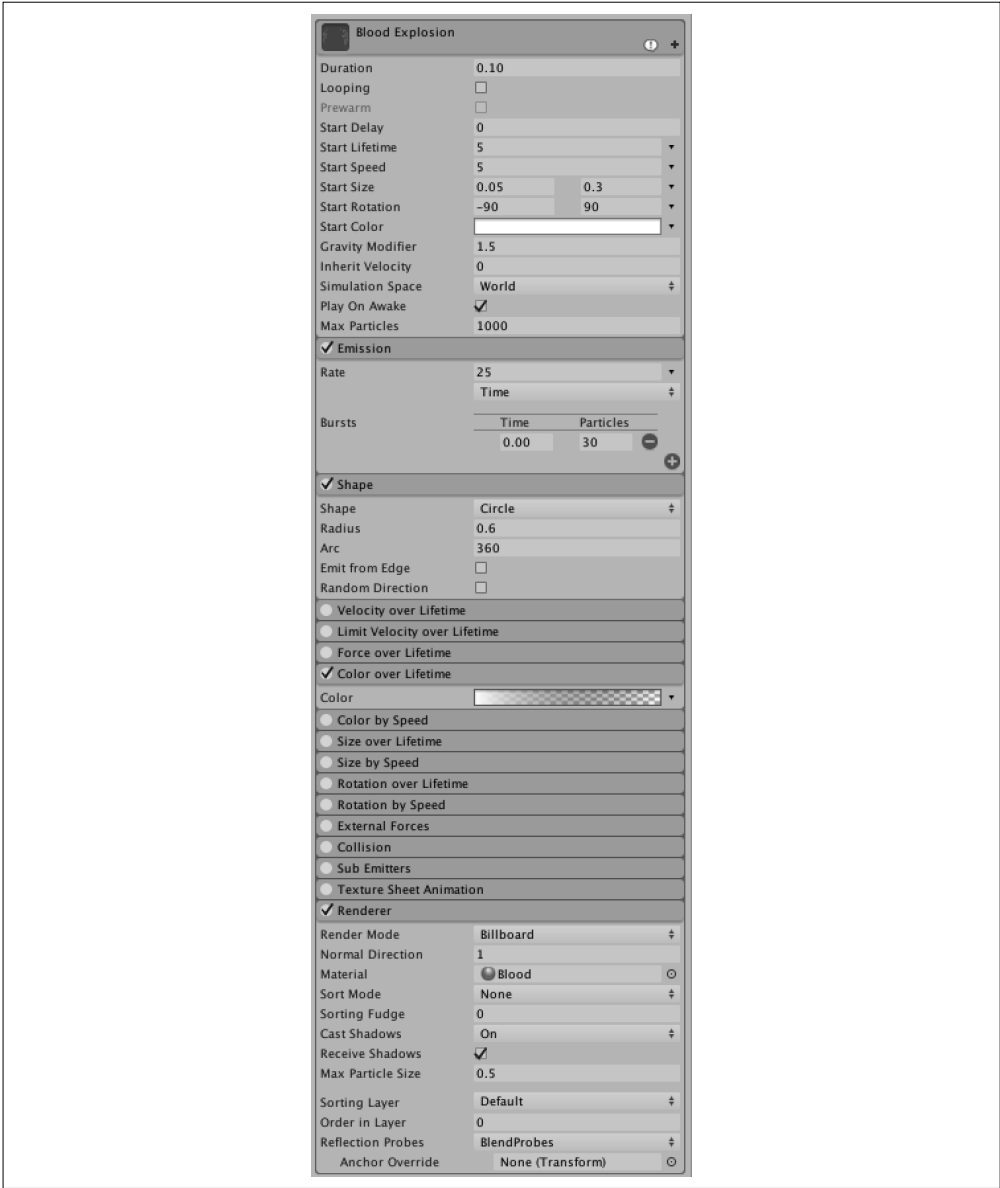 Blood Explosion
Duration 0.10
Looping
Prewarm
Start Delay 0
Start Lifetime 5
Start Speed 5
Start Size 0.05 0.3
Start Rotation -90 90
Start Color
Gravity Modifier 1.5
Inherit Velocity 0
Simulation Space World
Play On Awake
Max Particles 1000
Emission
Rate 25
Time
Bursts Time Particles
0.00 30
Shape
Shape Circle
Radius 0.6
Arc 360
Emit from Edge
Random Direction
Velocity over Lifetime
Limit Velocity over Lifetime
Force over Lifetime
Color over Lifetime
Color
Color by Speed
Size over Lifetime
Size by Speed
Rotation over Lifetime
Rotation by Speed
External Forces
Collision
Sub Emitters
Texture Sheet Animation
Renderer
Render Mode Billboard
Normal Direction 1
Material Blood
Sort Mode None
Sorting Fudge 0
Cast Shadows On
Receive Shadows
Max Particle Size 0.5
Sorting Layer Default
Order in Layer 0
Reflection Probes BlendProbes
Anchor Override None (Transform)